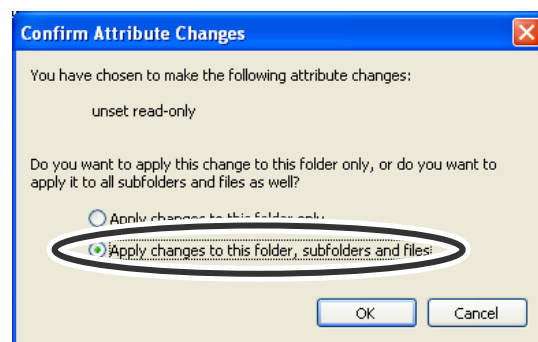 Confirm Attribute Changes
You have chosen to make the following attribute changes:
unset read-only
Do you want to apply this change to this folder only, or do you want to
apply it to all subfolders and files as well?
Apply changes to this folder only
Apply changes to this folder, subfolders and files
OK Cancel